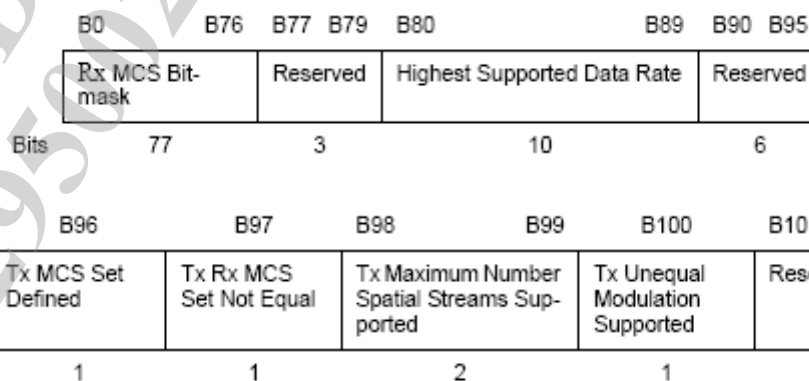 B0 B76 B77 B79 B80 B89 B90 B95
Rx MCS Bit-
mask
Reserved
Highest Supported Data Rate
Reserved
Bits 77 3 10 6
B96 B97 B98 B99 B100 B10
Tx MCS Set
Defined
Tx Rx MCS
Set Not Equal
Tx Maximum Number
Spatial Streams Sup-
ported
Tx Unequal
Modulation
Supported
Res
1 1 2 1